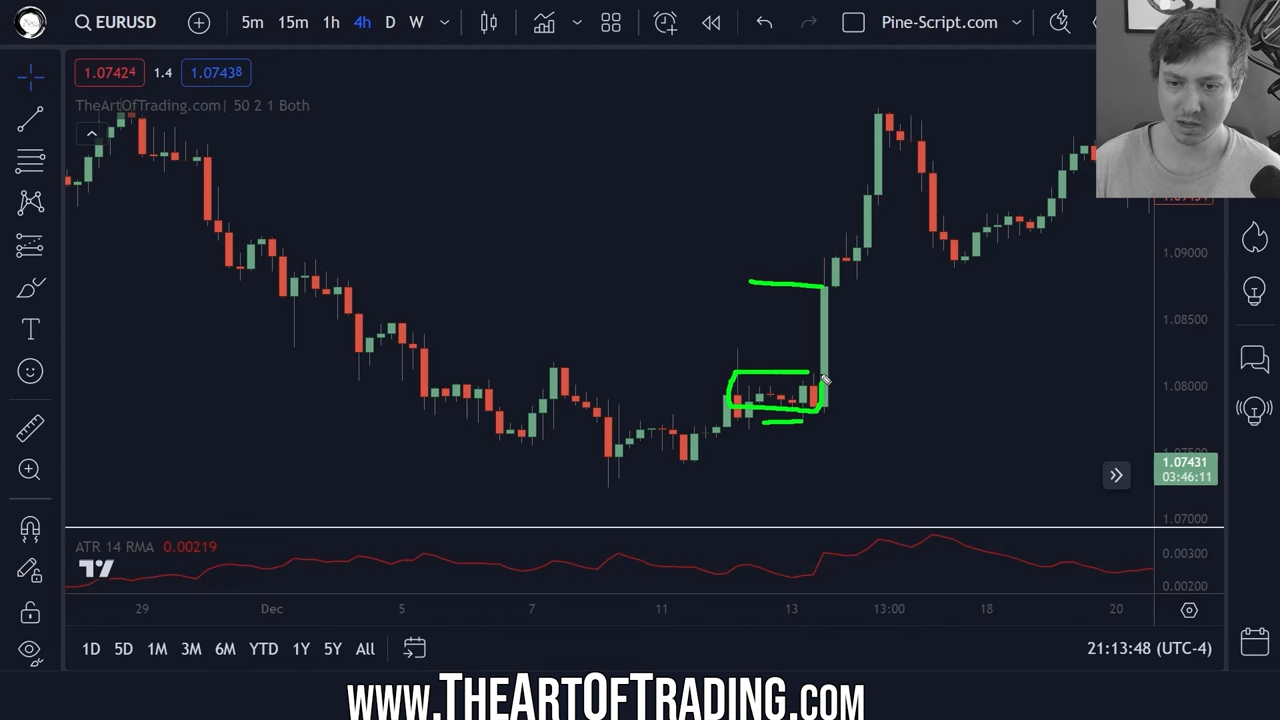 EURUSD 5m 15m 1h 4h D W Pine-Script.com
1.07424 1.4 1.07438
TheArtOfTrading.com | 50 2 1 Both
1.09000
1.08500
1.08000
1.07431
03:46:11
1.07000
ATR 14 RMA 0.00219
0.00300
0.00200
29 Dec 5 7 11 13 13:00 18 20
1D 5D 1M 3M 6M YTD 1Y 5Y All 21:13:48 (UTC-4)
www.TheArtOfTrading.com